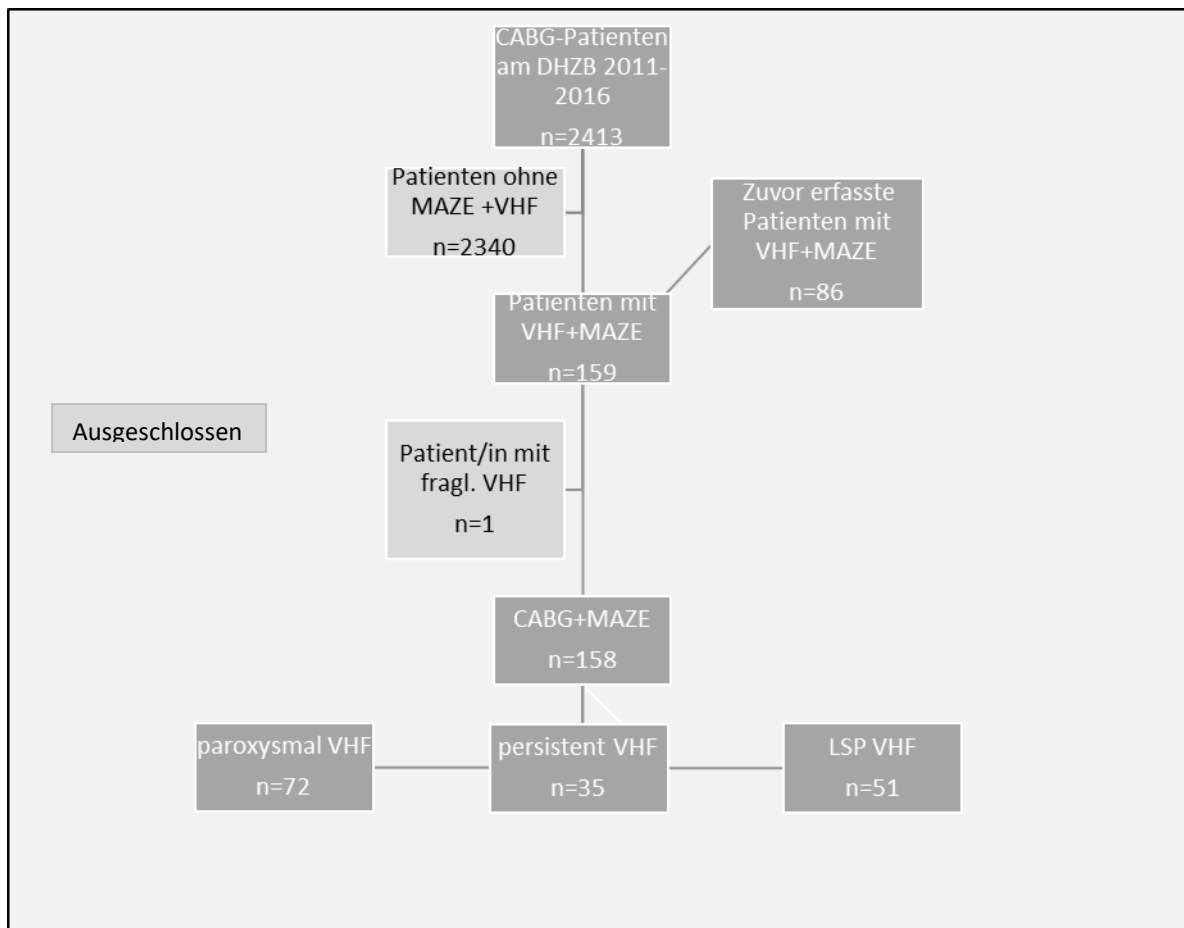 CABG-Patienten
am DHZB 2011-
2016
n=2413
Patienten ohne
MAZE +VHF
n=2340
Zuvor erfasste
Patienten mit
VHF+MAZE
n=86
Patienten mit
VHF+MAZE
n=159
Ausgeschlossen
Patient/in mit
fragl. VHF
n=1
CABG+MAZE
n=158
paroxysmal VHF
n=72
persistent VHF
n=35
LSP VHF
n=51